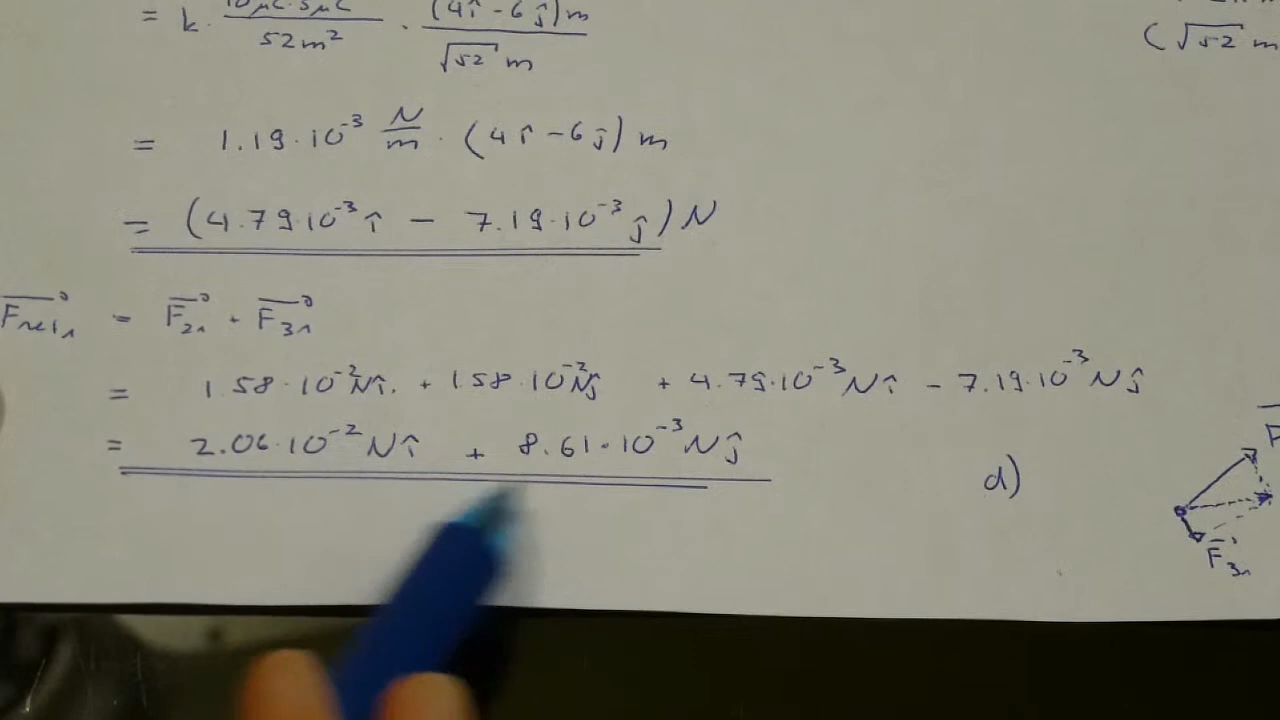 = k · 10μC·5μC / 52m² · (4î - 6ĵ)m / √52 m
(√52 m
= 1.19·10⁻³ N/m · (4î - 6ĵ) m
= (4.79·10⁻³ î - 7.19·10⁻³ ĵ) N
F⃗ = F⃗₂₁ + F⃗₃₁
= 1.58·10⁻² N î + 1.58·10⁻² N ĵ + 4.79·10⁻³ N î - 7.19·10⁻³ N ĵ
= 2.06·10⁻² N î + 8.61·10⁻³ N ĵ
d)
F
F⃗₃₁